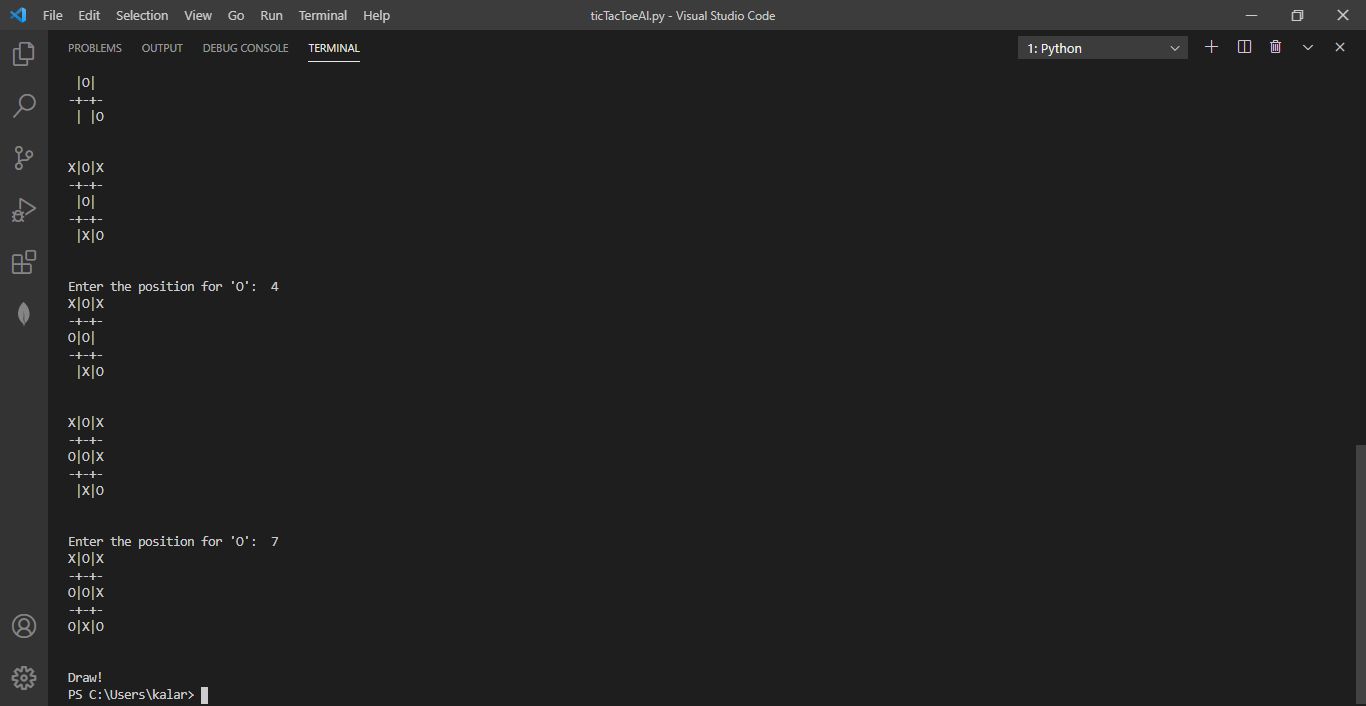 File Edit Selection View Go Run Terminal Help ticTacToeAI.py - Visual Studio Code
PROBLEMS OUTPUT DEBUG CONSOLE TERMINAL 1: Python
 |O|
-+-+-
 | |O
X|O|X
-+-+-
 |O|
-+-+-
 |X|O
Enter the position for 'O':  4
X|O|X
-+-+-
O|O|
-+-+-
 |X|O
X|O|X
-+-+-
O|O|X
-+-+-
 |X|O
Enter the position for 'O':  7
X|O|X
-+-+-
O|O|X
-+-+-
O|X|O
Draw!
PS C:\Users\kalar>